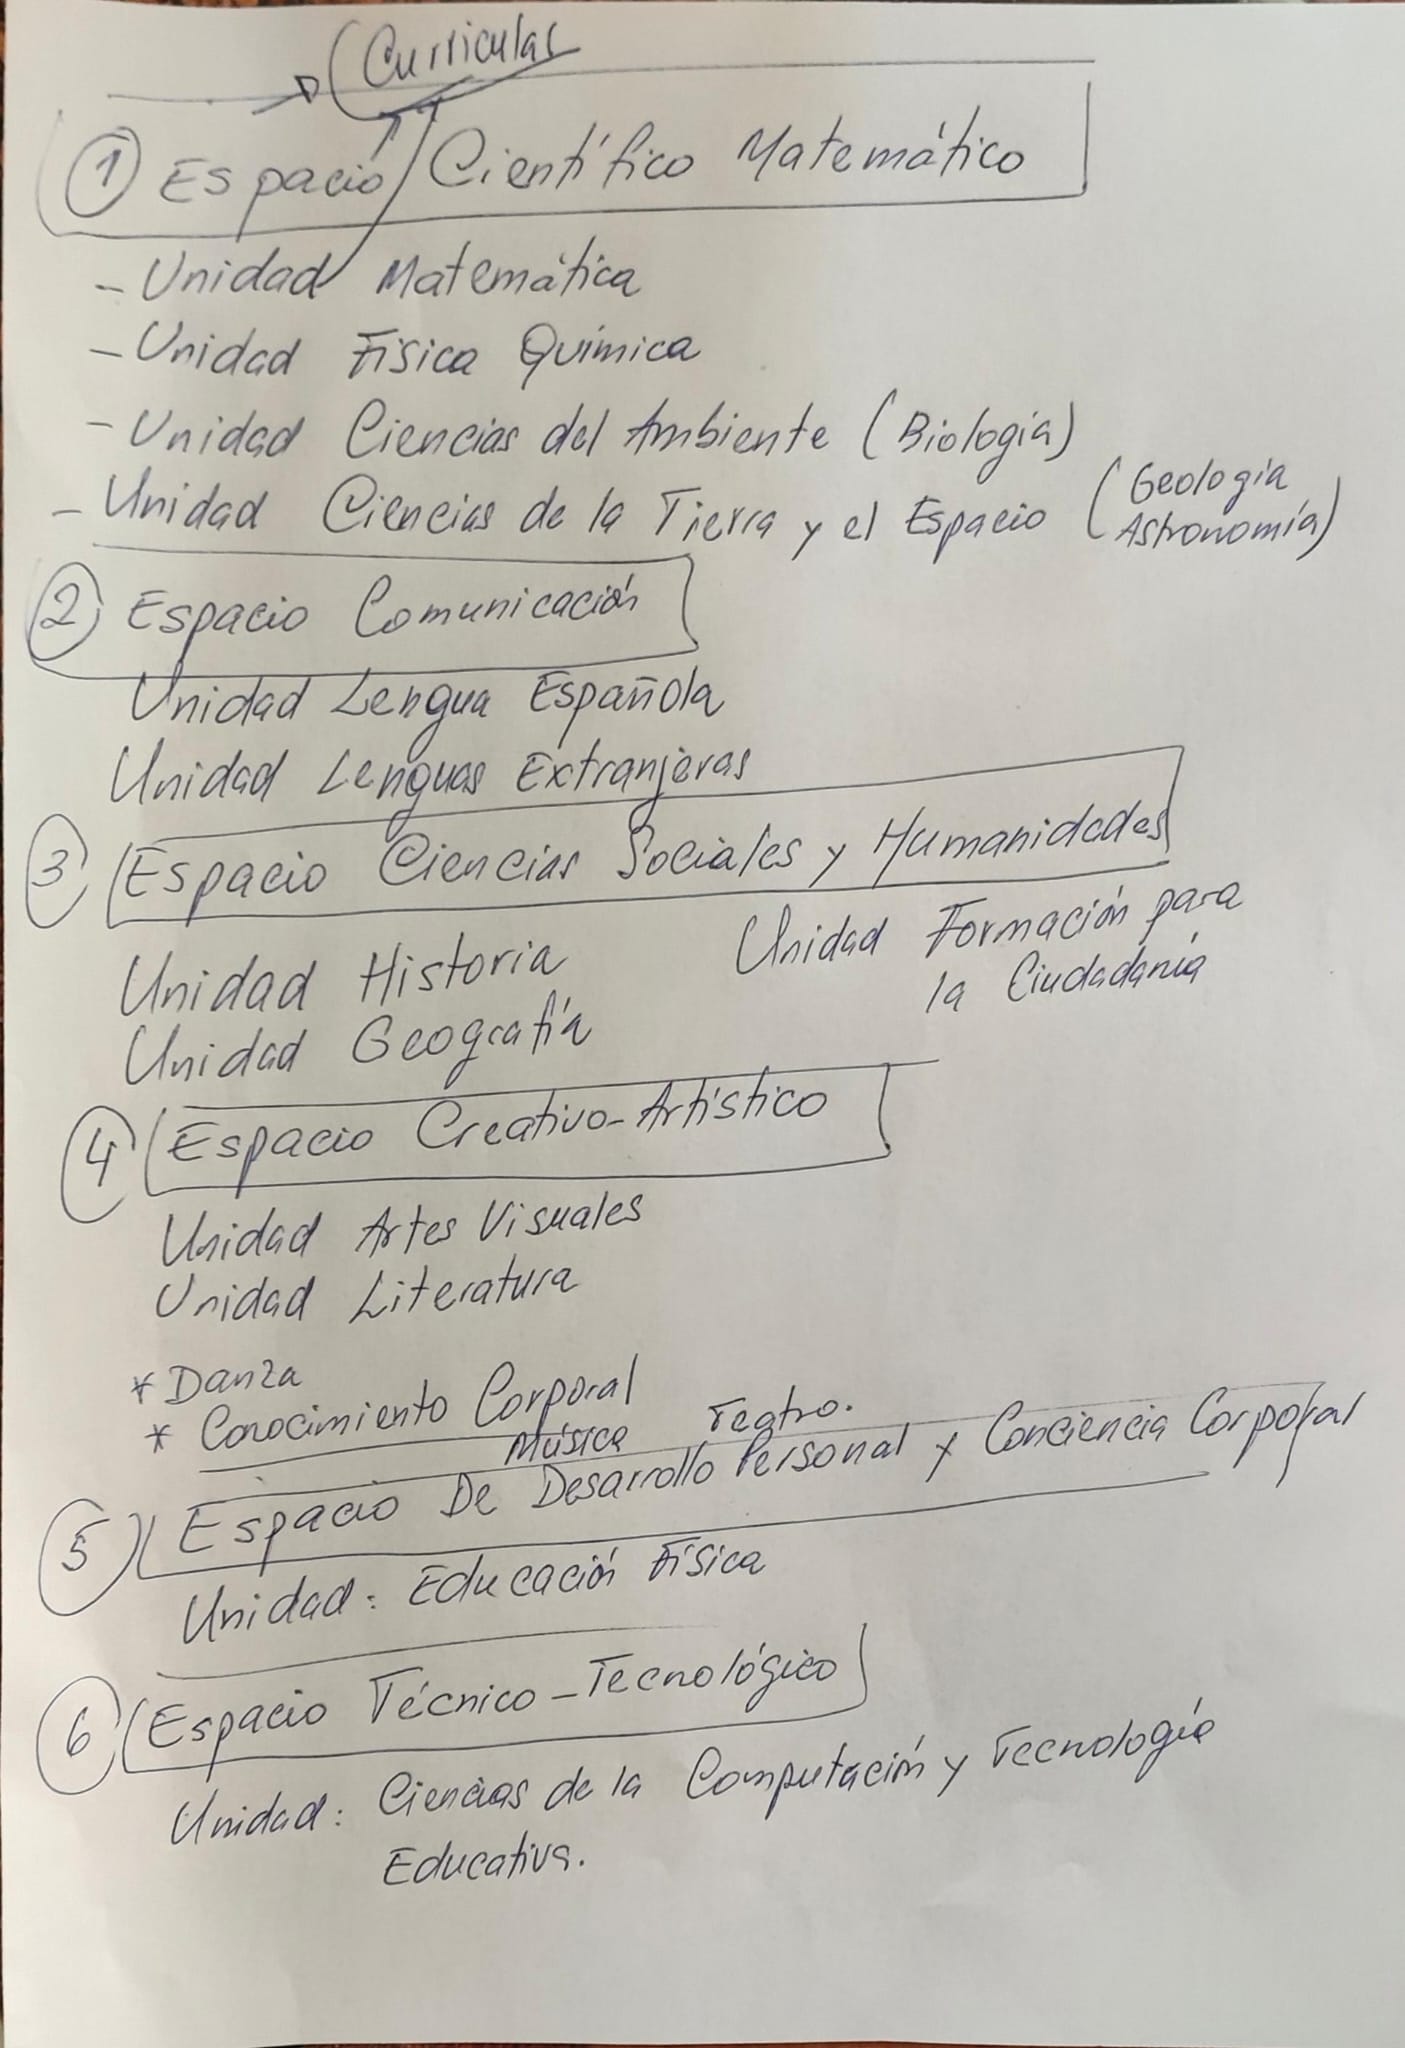 Curricular
① Espacio Científico Matemático
- Unidad Matemática
- Unidad Física Química
- Unidad Ciencias del Ambiente (Biología)
- Unidad Ciencias de la Tierra y el Espacio (Geología
Astronomía)
② Espacio Comunicación
Unidad Lengua Española
Unidad Lenguas Extranjeras
③ Espacio Ciencias Sociales y Humanidades
Unidad Historia
Unidad Geografía
Unidad Formación para
la Ciudadanía
④ Espacio Creativo-Artístico
Unidad Artes Visuales
Unidad Literatura
* Danza
* Conocimiento Corporal
Música Teatro.
⑤ Espacio De Desarrollo Personal y Conciencia Corporal
Unidad: Educación Física
⑥ Espacio Técnico-Tecnológico
Unidad: Ciencias de la Computación y Tecnología
Educativa.